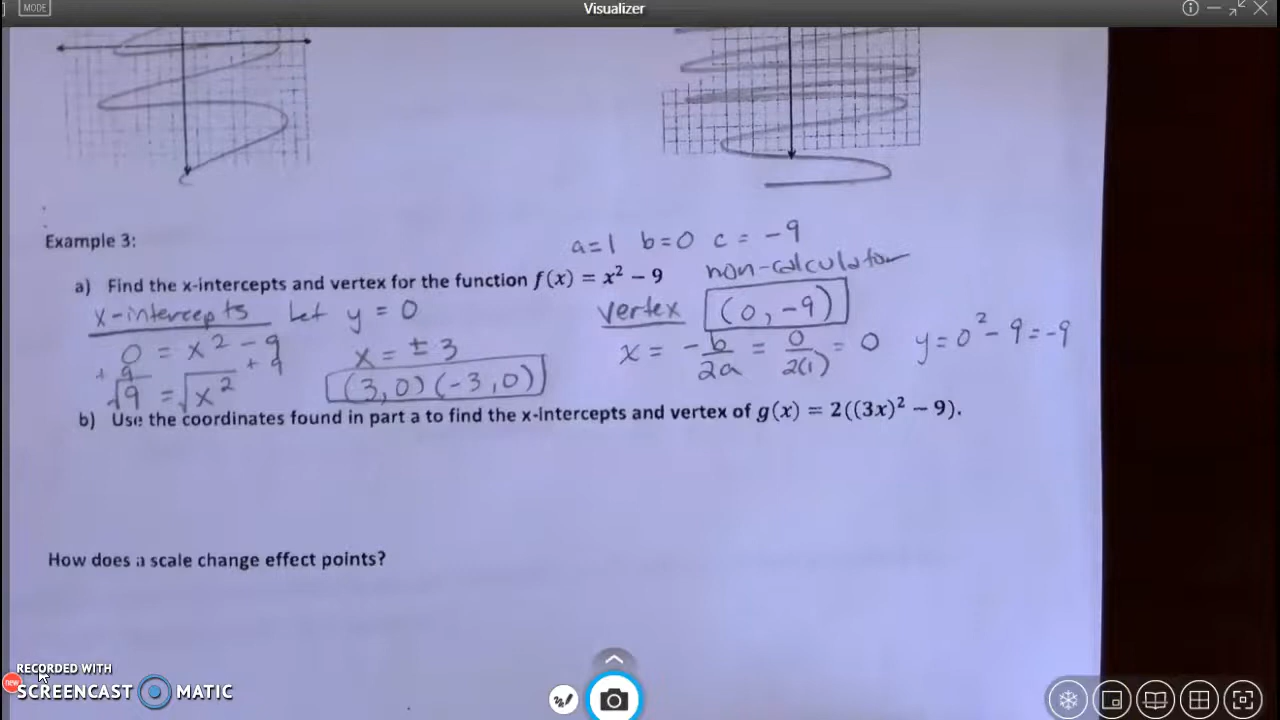 MODE
Visualizer
Example 3:
a=1 b=0 c = -9
a) Find the x-intercepts and vertex for the function f(x) = x² − 9
non-calculator
x-intercepts Let y = 0
vertex (0, -9)
0 = x² - 9
+ 9 + 9
x = ± 3
x = -b/2a = 0/2(1) = 0
y = 0² - 9 = -9
√9 = √x²
(3, 0) (-3, 0)
b) Use the coordinates found in part a to find the x-intercepts and vertex of g(x) = 2((3x)² − 9).
How does a scale change effect points?
RECORDED WITH
new
SCREENCAST MATIC